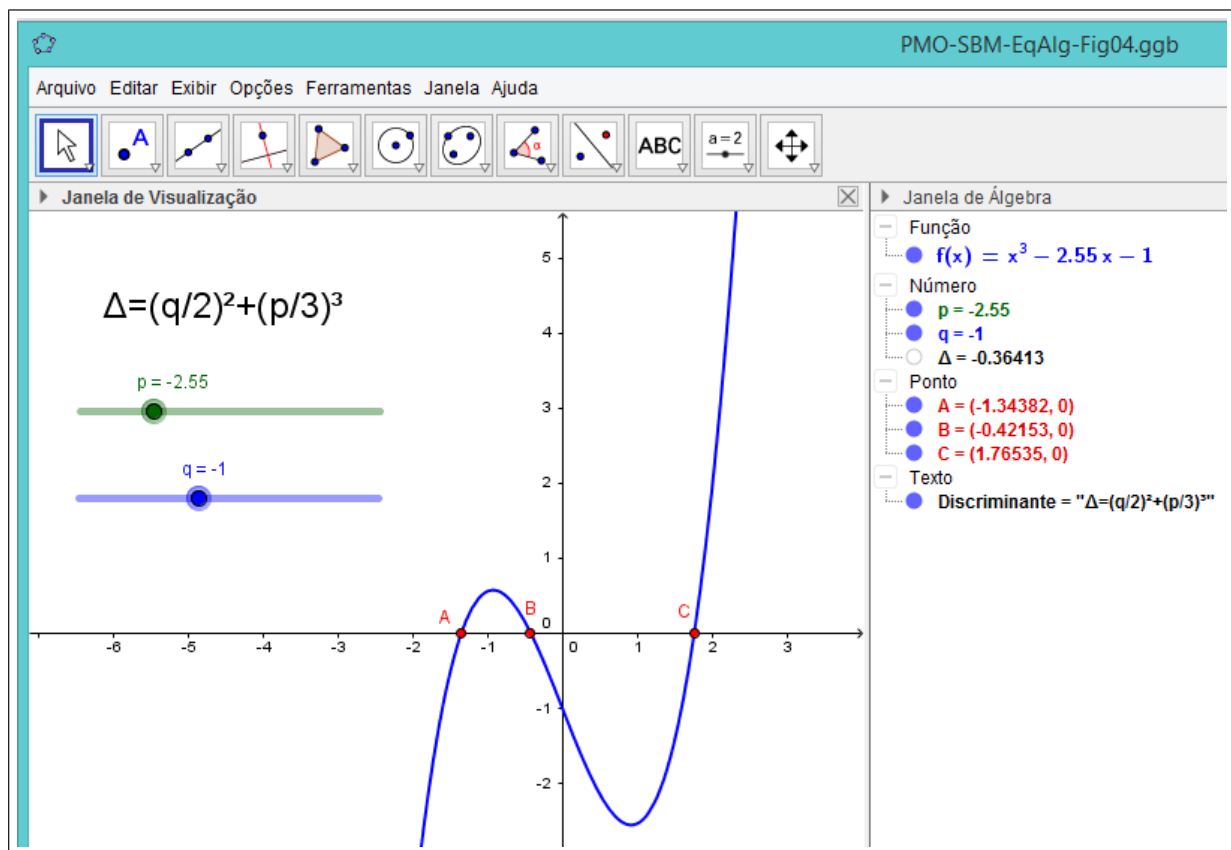 PMO-SBM-EqAlg-Fig04.ggb
Arquivo Editar Exibir Opções Ferramentas Janela Ajuda
A α ABC a = 2
Janela de Visualização
Δ=(q/2)²+(p/3)³
p = -2.55
q = -1
5
4
3
2
1
0
-1
-2
A B C
-6 -5 -4 -3 -2 -1 0 1 2 3
Janela de Álgebra
Função
f(x) = x³ − 2.55 x − 1
Número
p = -2.55
q = -1
Δ = -0.36413
Ponto
A = (-1.34382, 0)
B = (-0.42153, 0)
C = (1.76535, 0)
Texto
Discriminante = "Δ=(q/2)²+(p/3)³"